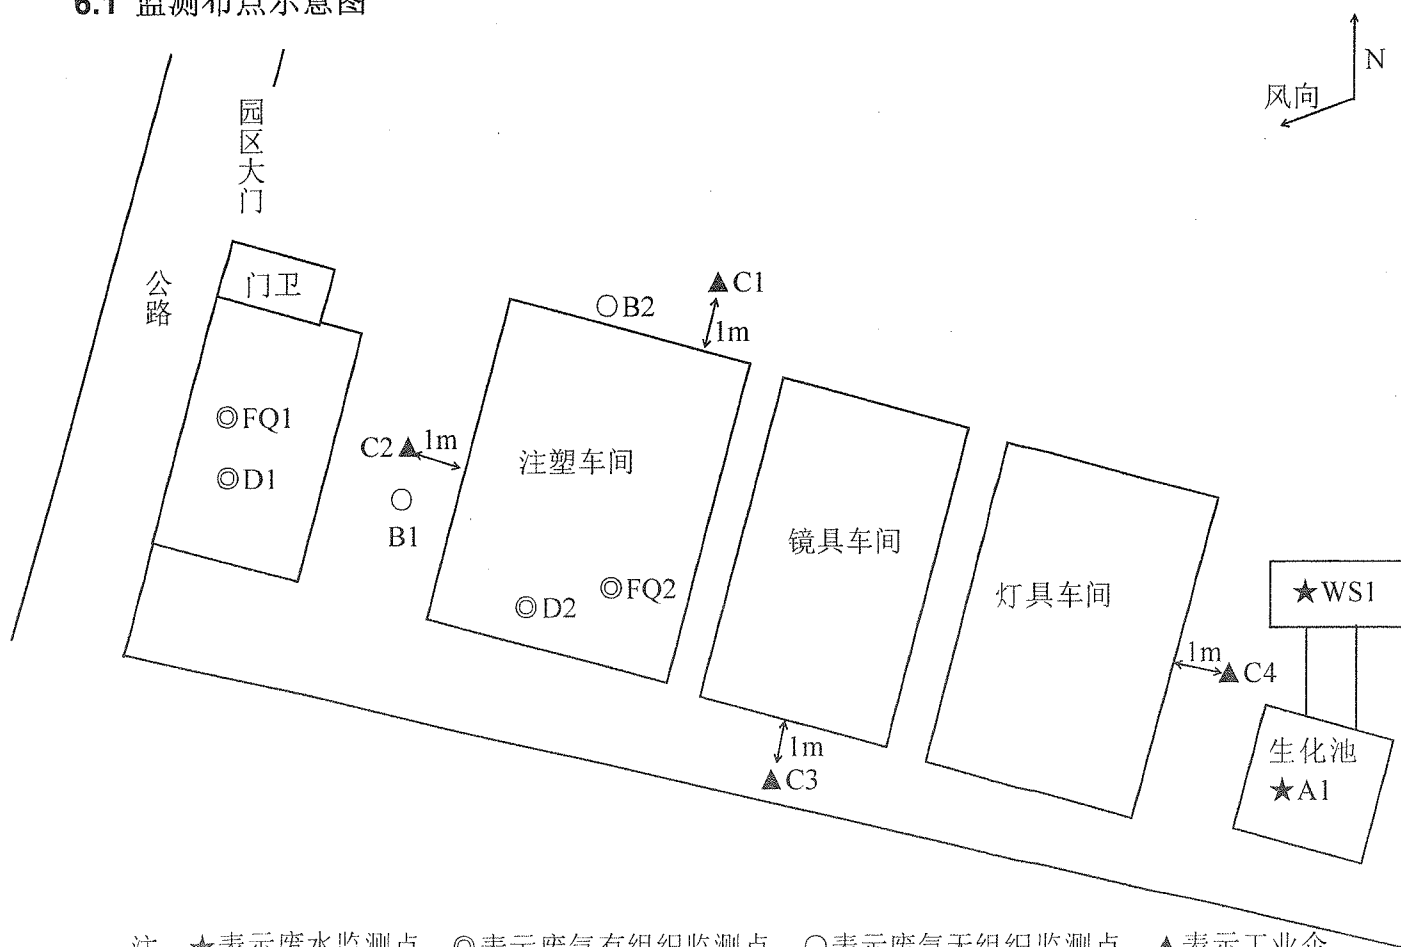 6.1 监测布点示意图
N
风向
园区大门
公路
门卫
▲C1
○B2
1m
◎FQ1
C2▲1m
◎D1
注塑车间
○
B1
镜具车间
◎FQ2
◎D2
灯具车间
★WS1
1m
▲C4
1m
▲C3
生化池
★A1
注 ★表示废水监测点 ◎表示废气有组织监测点 ○表示废气无组织监测点 ▲表示工业企